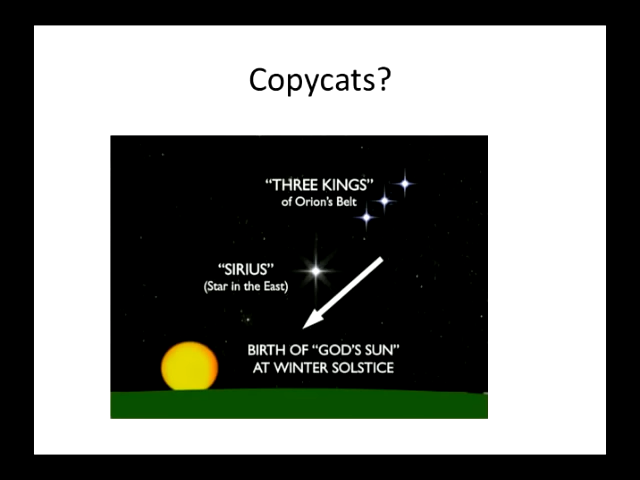 Copycats?
“THREE KINGS”
of Orion’s Belt
“SIRIUS”
(Star in the East)
BIRTH OF “GOD’S SUN”
AT WINTER SOLSTICE